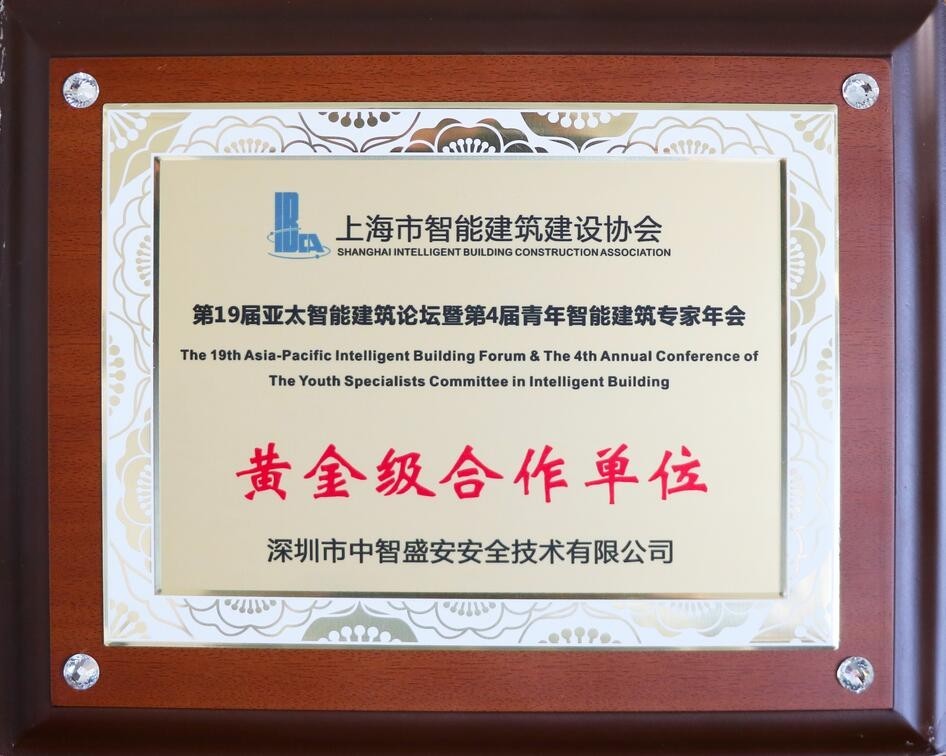 上海市智能建筑建设协会
SHANGHAI INTELLIGENT BUILDING CONSTRUCTION ASSOCIATION
第19届亚太智能建筑论坛暨第4届青年智能建筑专家年会
The 19th Asia-Pacific Intelligent Building Forum & The 4th Annual Conference of
The Youth Specialists Committee in Intelligent Building
黄金级合作单位
深圳市中智盛安安全技术有限公司